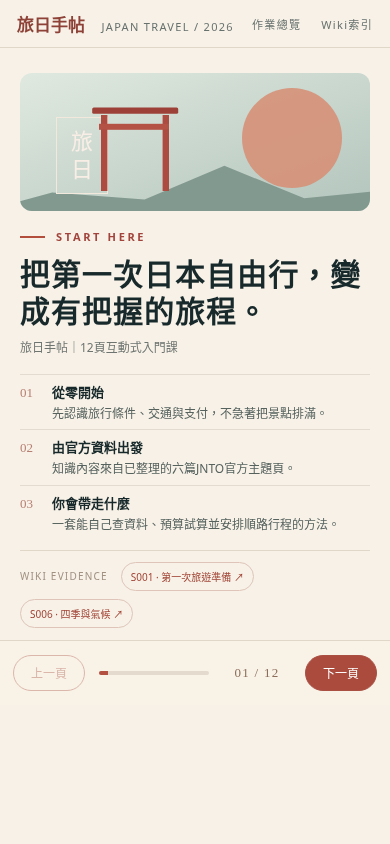 旅日手帖 JAPAN TRAVEL / 2026 作業總覽 Wiki索引
旅
日
START HERE
把第一次日本自由行，變
成有把握的旅程。
旅日手帖｜12頁互動式入門課
01 從零開始
先認識旅行條件、交通與支付，不急著把景點排滿。
02 由官方資料出發
知識內容來自已整理的六篇JNTO官方主題頁。
03 你會帶走什麼
一套能自己查資料、預算試算並安排順路行程的方法。
WIKI EVIDENCE S001 · 第一次旅遊準備 ↗
S006 · 四季與氣候 ↗
上一頁 01 / 12 下一頁